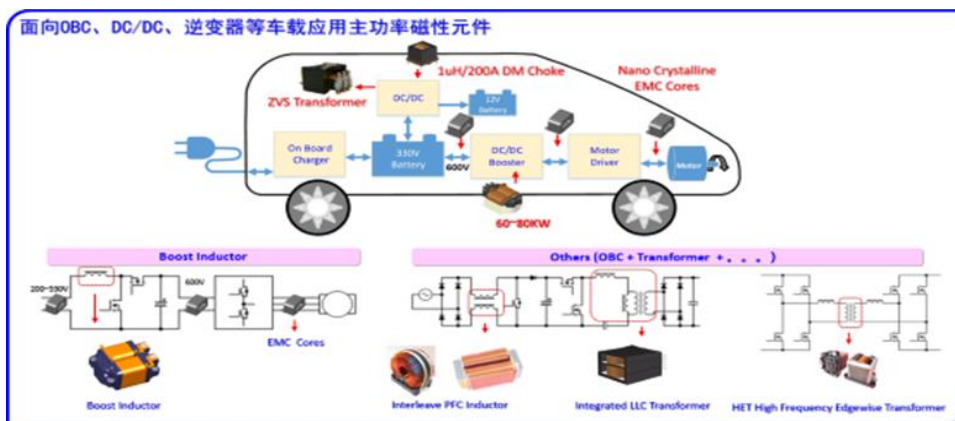 面向OBC、DC/DC、逆变器等车载应用主功率磁性元件
1uH/200A DM Choke
Nano Crystalline
EMC Cores
ZVS Transformer
DC/DC
12V
Battery
On Board
Charger
330V
Battery
600V
DC/DC
Booster
Motor
Driver
Motor
60~80KW
Boost Inductor
Others (OBC + Transformer +。。。)
200~330V
600V
EMC Cores
Boost Inductor
Interleave PFC Inductor
Integrated LLC Transformer
HET High Frequency Edgewise Transformer